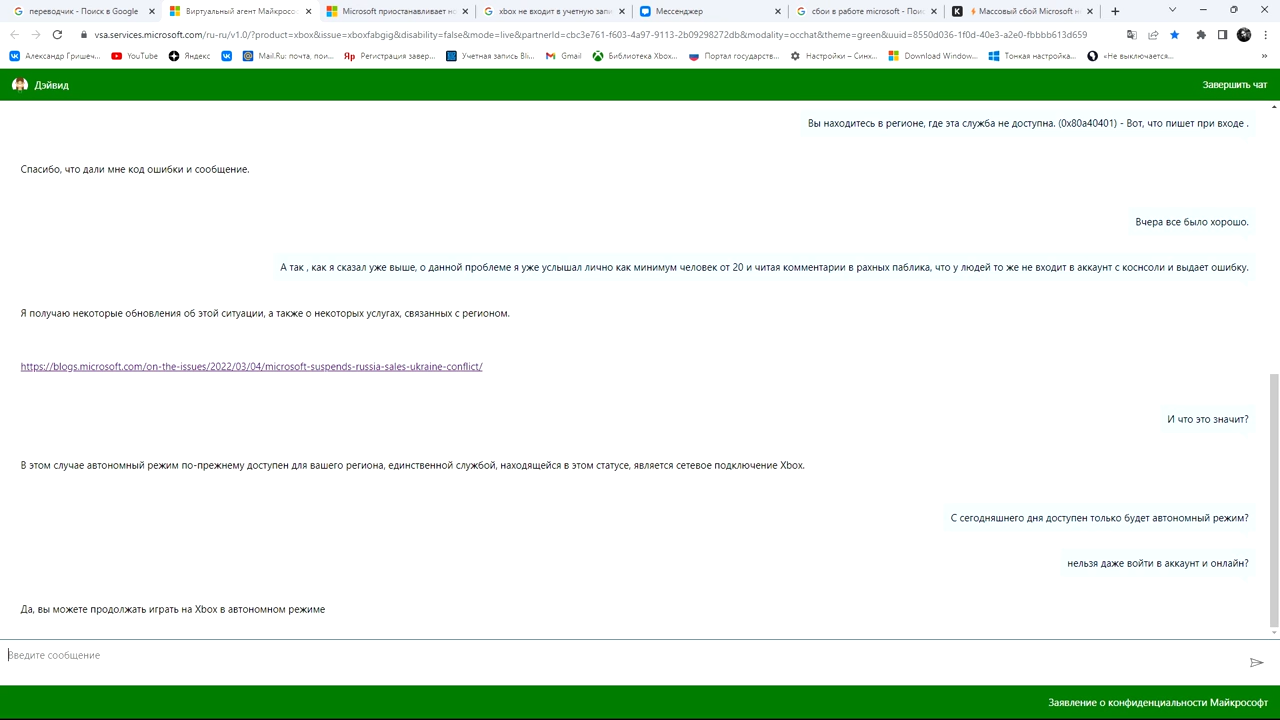 переводчик - Поиск в Google
Виртуальный агент Майкросо
Microsoft приостанавливает но
xbox не входит в учетную запи
Мессенджер
сбои в работе microsoft - Поис
Массовый сбой Microsoft н
vsa.services.microsoft.com/ru-ru/v1.0/?product=xbox&issue=xboxfabgig&disability=false&mode=live&partnerId=cbc3e761-f603-4a97-9113-2b09298272db&modality=occhat&theme=green&uuid=8550d036-1f0d-40e3-a2e0-fbbbb613d659
Александр Гришеч...
YouTube
Яндекс
Mail.Ru: почта, пои...
Регистрация завер...
Учетная запись Bli...
Gmail
Библиотека Xbox...
Портал государств...
Настройки – Синх...
Download Window...
Тонкая настройка...
«Не выключается...
Дэйвид
Завершить чат
Вы находитесь в регионе, где эта служба не доступна. (0x80a40401) - Вот, что пишет при входе .
Спасибо, что дали мне код ошибки и сообщение.
Вчера все было хорошо.
А так , как я сказал уже выше, о данной проблеме я уже услышал лично как минимум человек от 20 и читая комментарии в рахных паблика, что у людей то же не входит в аккаунт с коснсоли и выдает ошибку.
Я получаю некоторые обновления об этой ситуации, а также о некоторых услугах, связанных с регионом.
https://blogs.microsoft.com/on-the-issues/2022/03/04/microsoft-suspends-russia-sales-ukraine-conflict/
И что это значит?
В этом случае автономный режим по-прежнему доступен для вашего региона, единственной службой, находящейся в этом статусе, является сетевое подключение Xbox.
С сегодняшнего дня доступен только будет автономный режим?
нельзя даже войти в аккаунт и онлайн?
Да, вы можете продолжать играть на Xbox в автономном режиме
Введите сообщение
Заявление о конфиденциальности Майкрософт